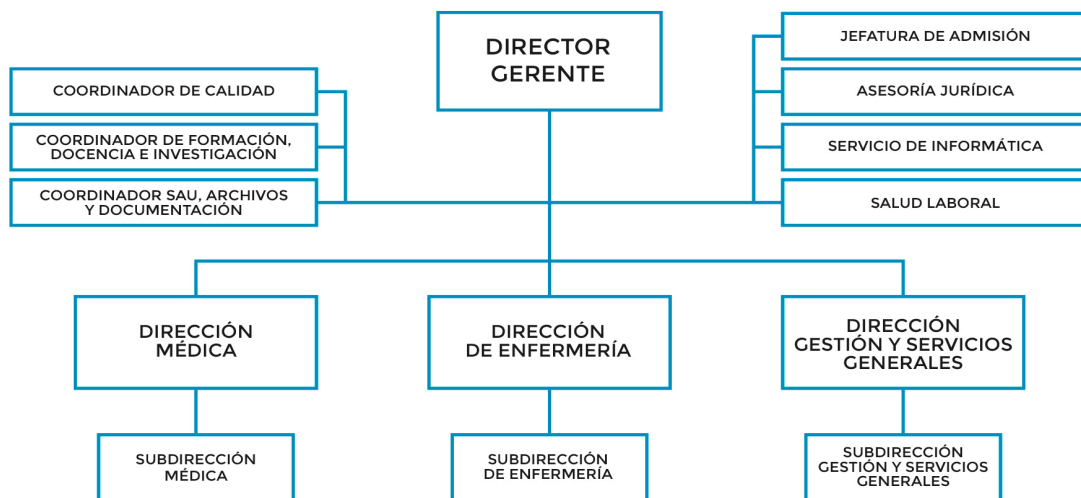 DIRECTOR
GERENTE
COORDINADOR DE CALIDAD
COORDINADOR DE FORMACIÓN,
DOCENCIA E INVESTIGACIÓN
COORDINADOR SAU, ARCHIVOS
Y DOCUMENTACIÓN
JEFATURA DE ADMISIÓN
ASESORÍA JURÍDICA
SERVICIO DE INFORMÁTICA
SALUD LABORAL
DIRECCIÓN
MÉDICA
DIRECCIÓN
DE ENFERMERÍA
DIRECCIÓN
GESTIÓN Y SERVICIOS
GENERALES
SUBDIRECCIÓN
MÉDICA
SUBDIRECCIÓN
DE ENFERMERÍA
SUBDIRECCIÓN
GESTIÓN Y SERVICIOS
GENERALES